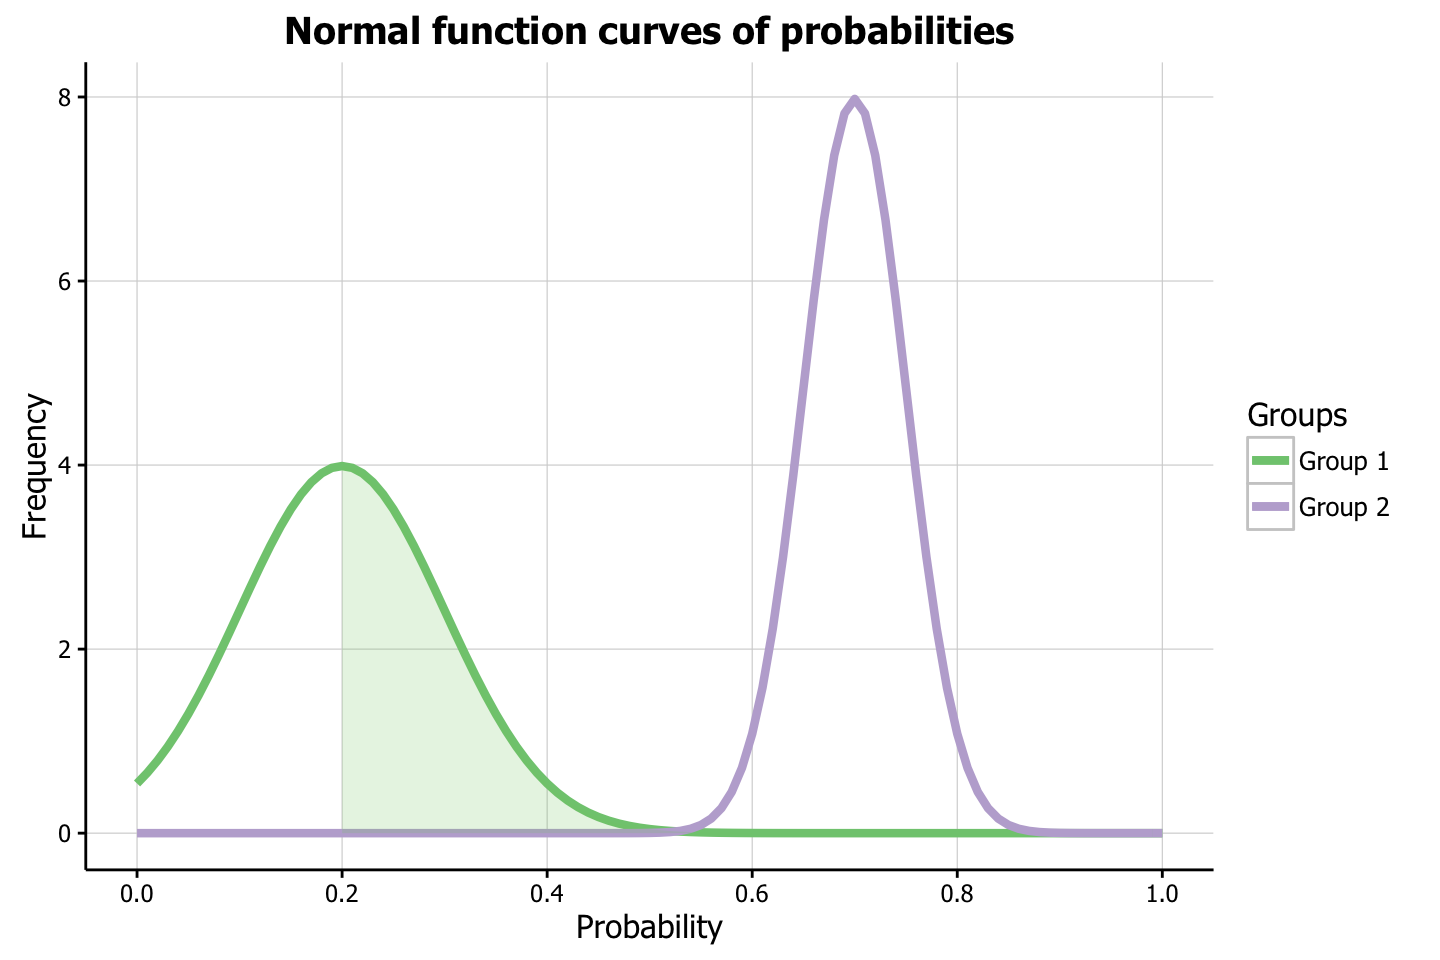 Normal function curves of probabilities
8
6
4
2
0
Frequency
0.0 0.2 0.4 0.6 0.8 1.0
Probability
Groups
Group 1
Group 2